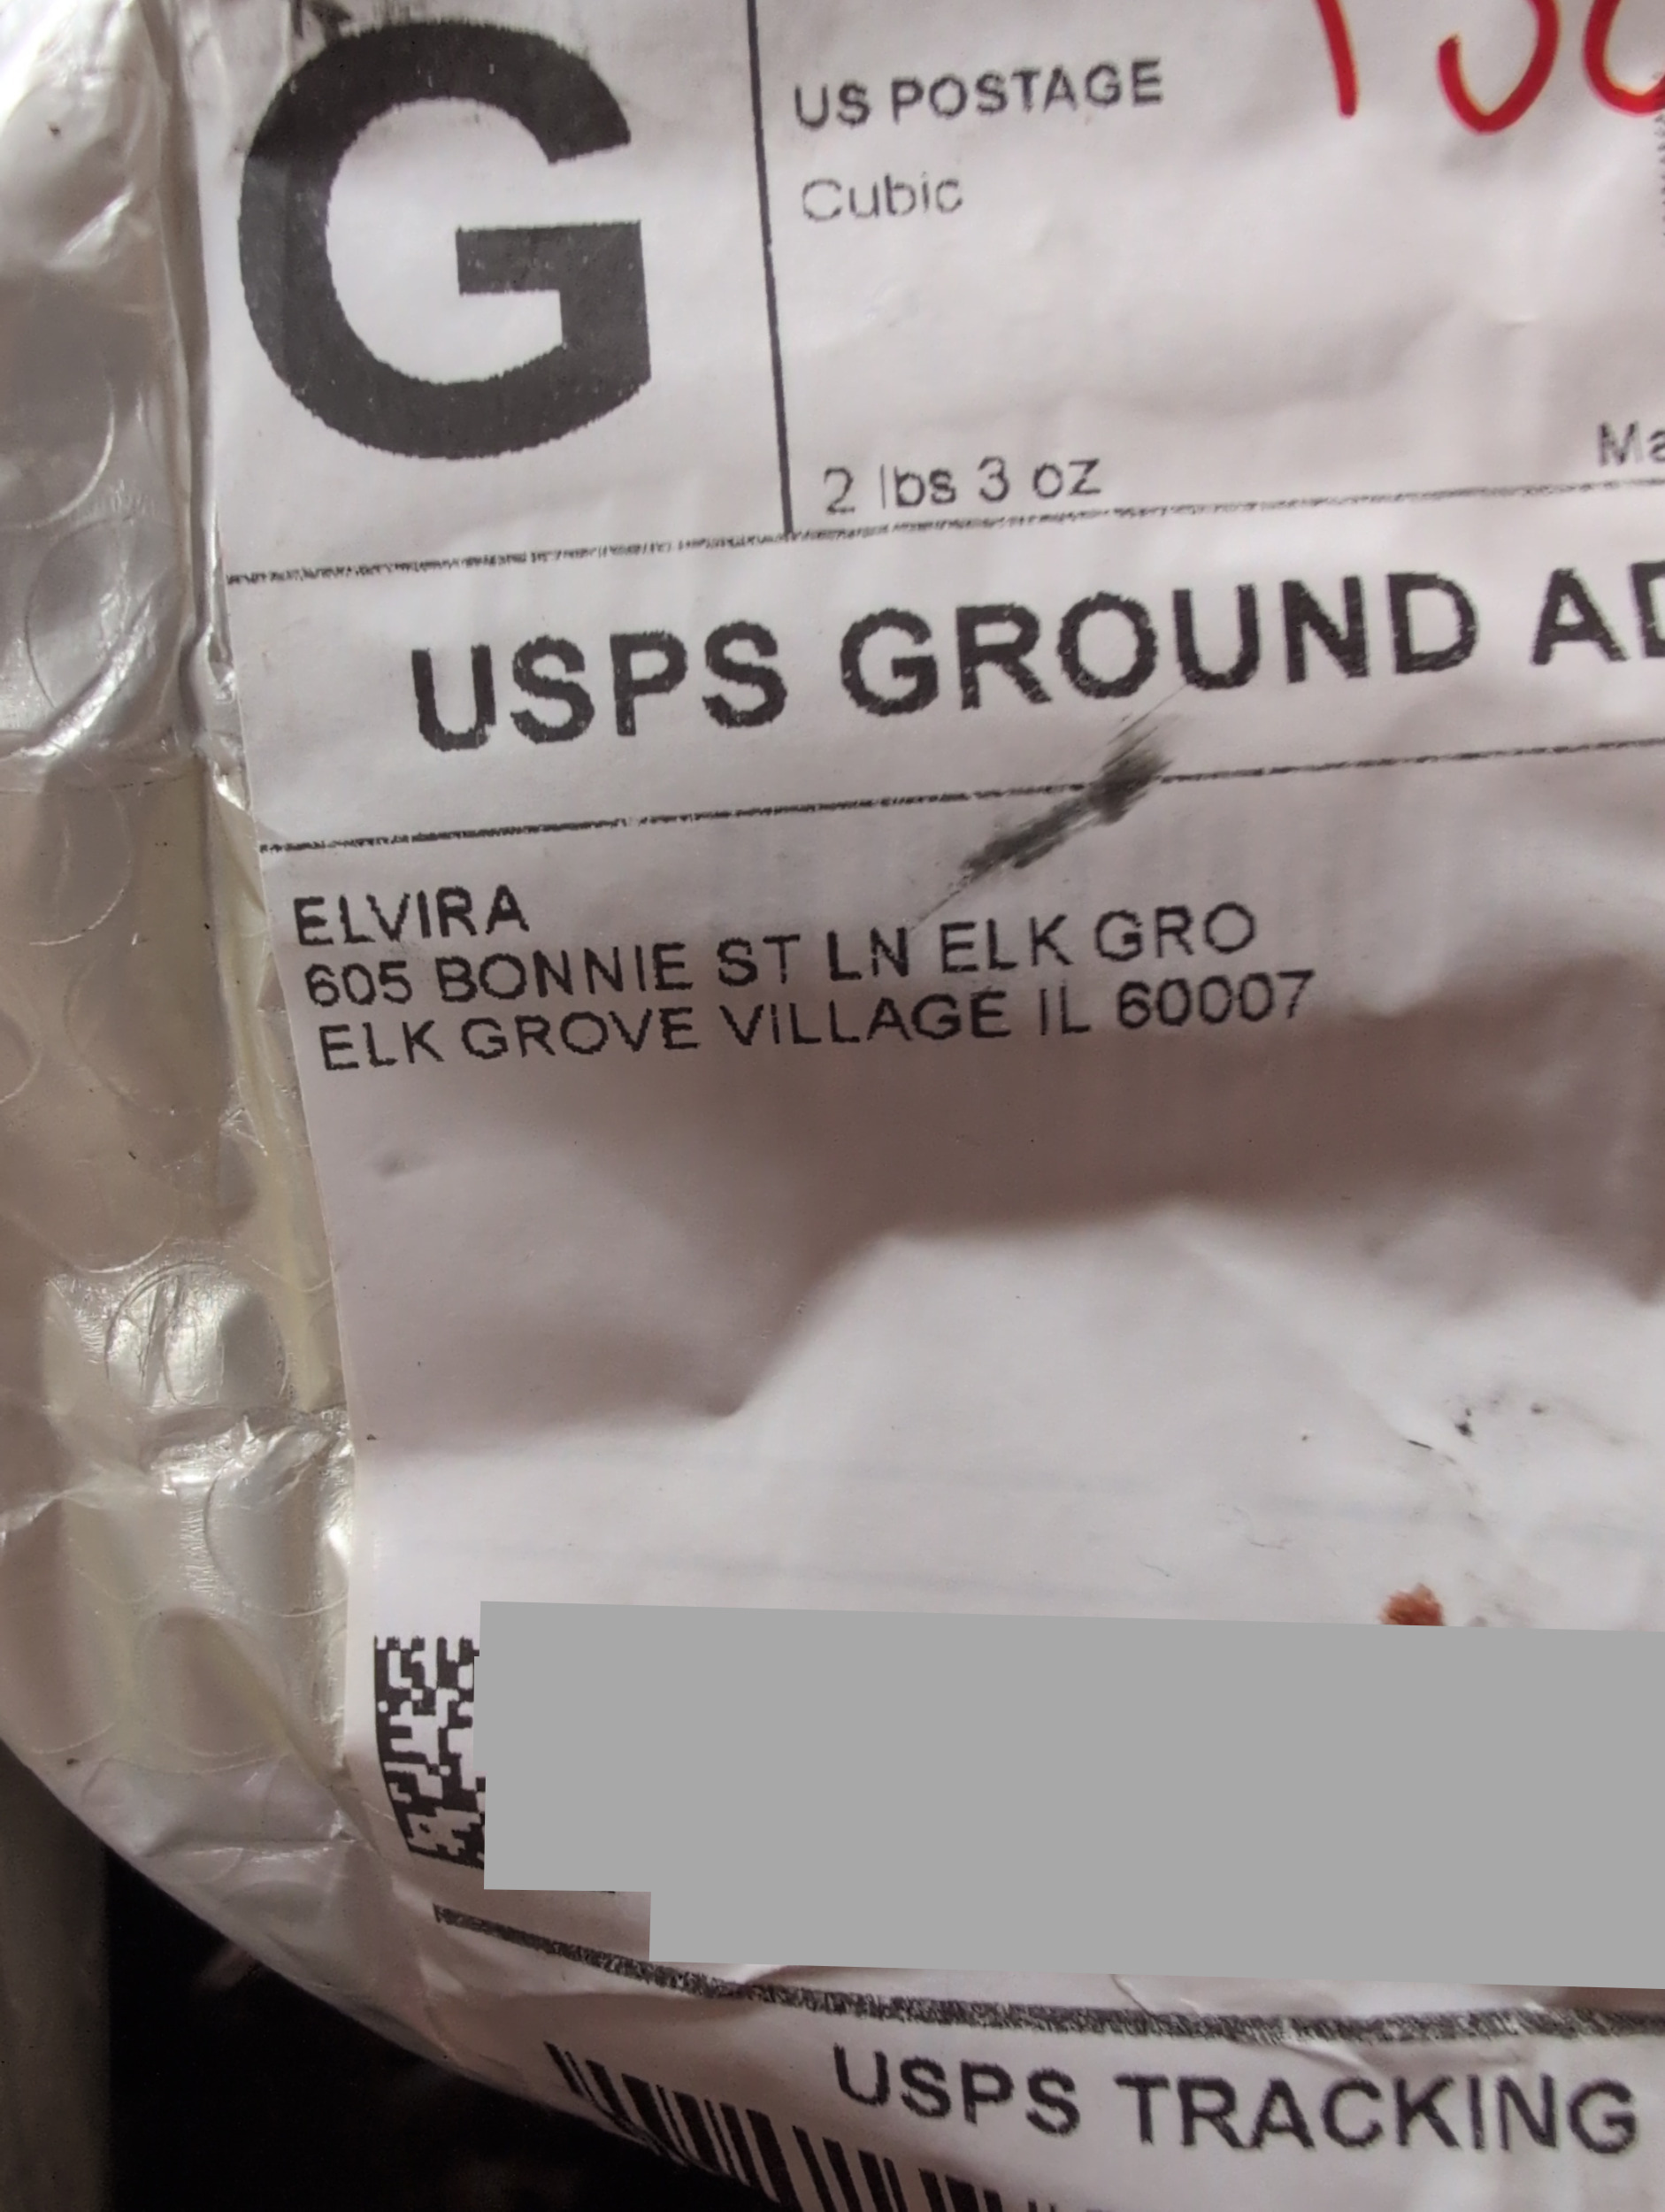 G
US POSTAGE
Cubic
2 lbs 3 oz
USPS GROUND
ELVIRA
605 BONNIE ST LN ELK GRO
ELK GROVE VILLAGE IL 60007
USPS TRACKING